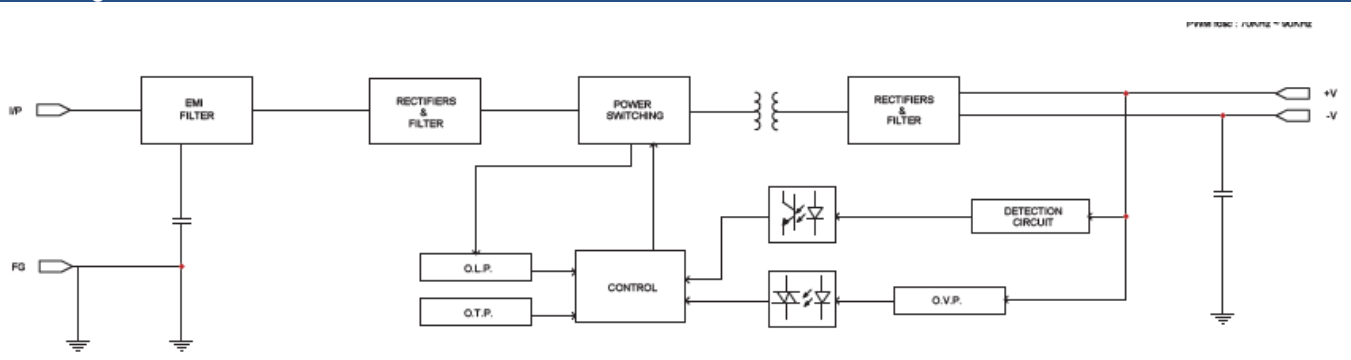 I/P
EMI
FILTER
RECTIFIERS
&
FILTER
POWER
SWITCHING
RECTIFIERS
&
FILTER
+V
-V
DETECTION
CIRCUIT
FG
O.L.P.
O.T.P.
CONTROL
O.V.P.